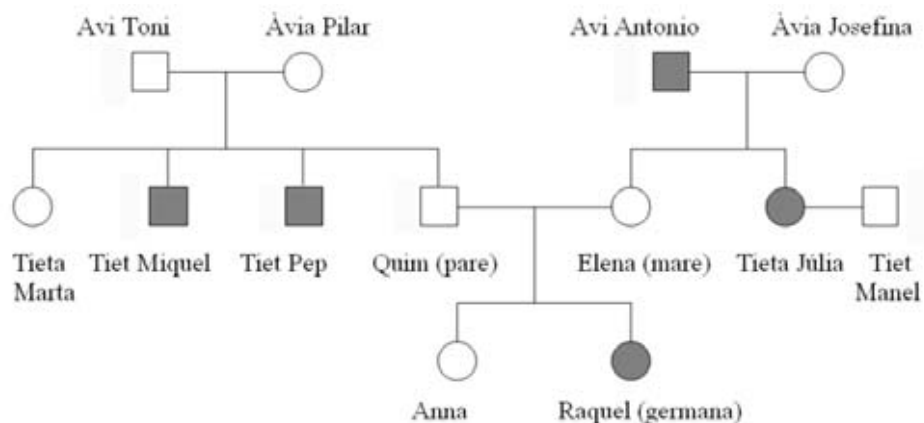 Avi Toni
Àvia Pilar
Avi Antonio
Àvia Josefina
Tieta
Marta
Tiet Miquel
Tiet Pep
Quim (pare)
Elena (mare)
Tieta Júlia
Tiet
Manel
Anna
Raquel (germana)